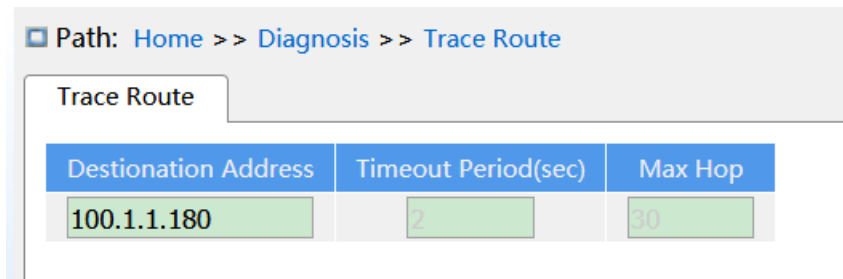 Path: Home >> Diagnosis >> Trace Route
Trace Route
Destionation Address Timeout Period(sec) Max Hop
100.1.1.180 2 30